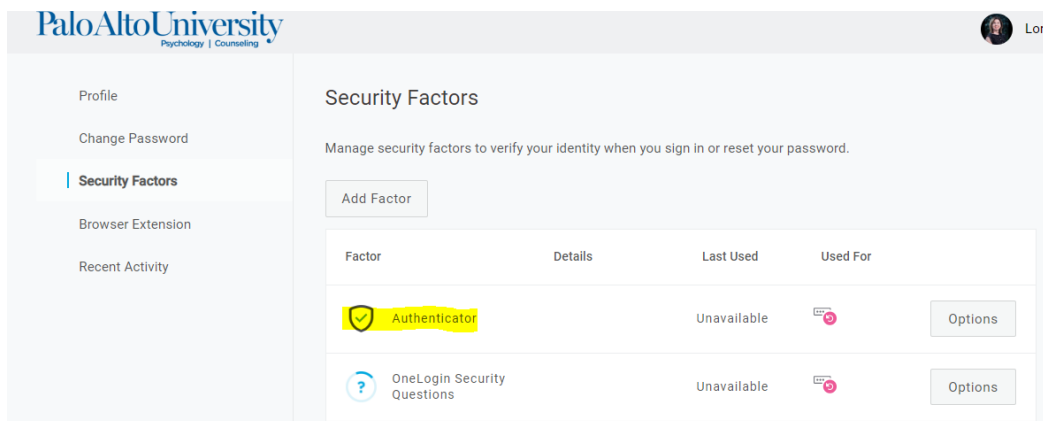 PaloAltoUniversity
Psychology | Counseling
Lor
Profile
Change Password
Security Factors
Browser Extension
Recent Activity
Security Factors
Manage security factors to verify your identity when you sign in or reset your password.
Add Factor
Factor Details Last Used Used For
Authenticator Unavailable Options
OneLogin Security
Questions Unavailable Options